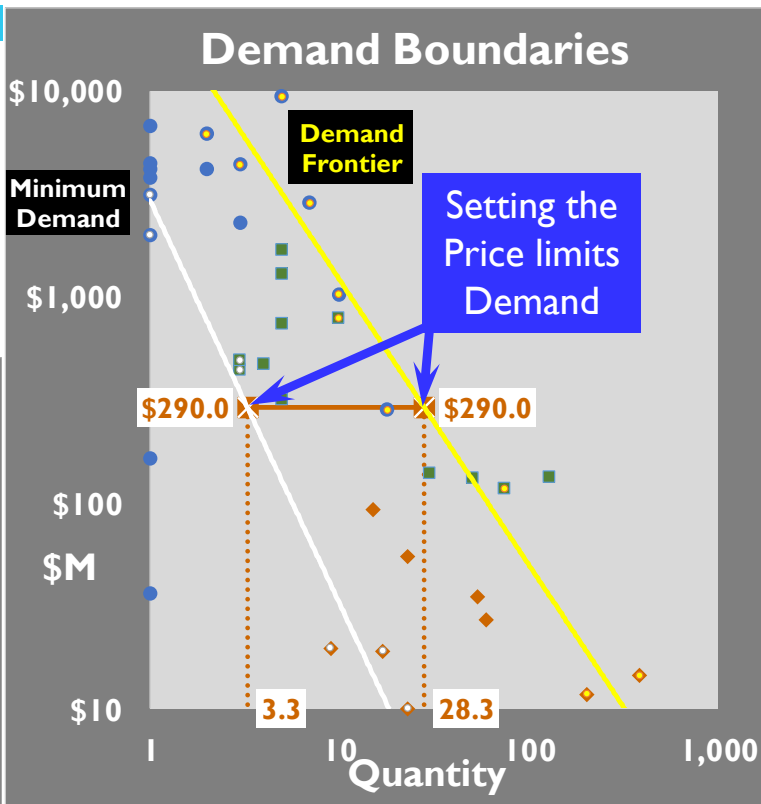 Demand Boundaries
$10,000
Demand
Frontier
Minimum
Demand
Setting the
Price limits
Demand
$1,000
$290.0
$290.0
$100
$M
$10
3.3
28.3
1
10
100
1,000
Quantity